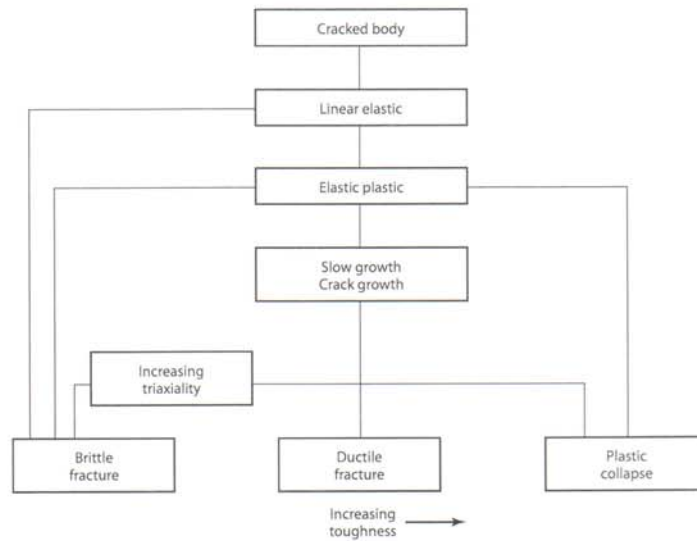 Cracked body
Linear elastic
Elastic plastic
Slow growth
Crack growth
Increasing
triaxiality
Brittle
fracture
Ductile
fracture
Plastic
collapse
Increasing
toughness